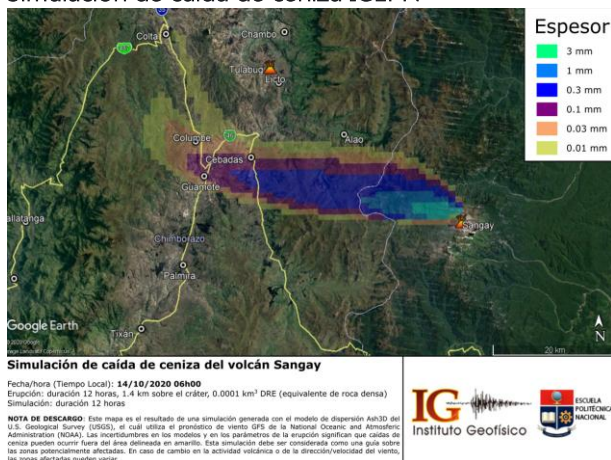 Simulación de caída de ceniza IGEPN
Espesor
3 mm
1 mm
0.3 mm
0.1 mm
0.03 mm
0.01 mm
Colta
Chambo
Tulabug
Licto
Columbe
Cebadas
Alao
Guamote
Sangay
allatanga
Chimborazo
Palmira
Tixán
Google Earth
N
20 km
Simulación de caída de ceniza del volcán Sangay
Fecha/hora (Tiempo Local): 14/10/2020 06h00
Erupción: duración 12 horas, 1.4 km sobre el cráter, 0.0001 km³ DRE (equivalente de roca densa)
Simulación: duración 12 horas
NOTA DE DESCARGO: Este mapa es el resultado de una simulación generada con el modelo de dispersión Ash3D del
U.S. Geological Survey (USGS), el cuál utiliza el pronóstico de viento GFS de la National Oceanic and Atmosferic
Administration (NOAA). Las incertidumbres en los modelos y en los parámetros de la erupción significan que caídas de
ceniza pueden ocurrir fuera del área delineada en amarillo. Esta simulación debe ser considerada como una guía sobre
las zonas potencialmente afectadas. En caso de cambio en la actividad volcánica o de la dirección/velocidad del viento,
las zonas afectadas pueden variar.
IG
Instituto Geofísico
ESCUELA
POLITÉCNICA
NACIONAL